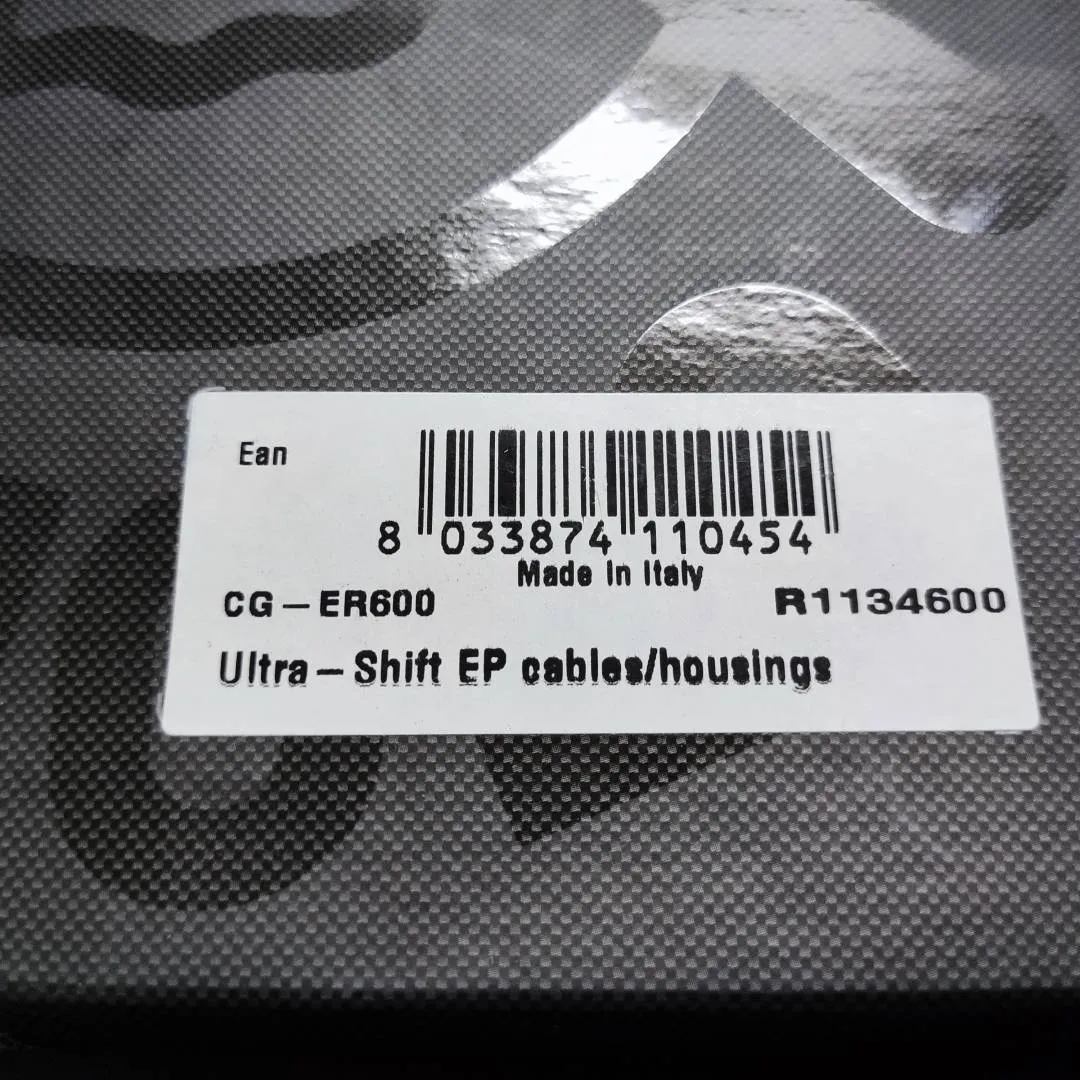 Ean
8 033874 110454
Made in Italy
CG-ER600 R1134600
Ultra-Shift EP cables/housings